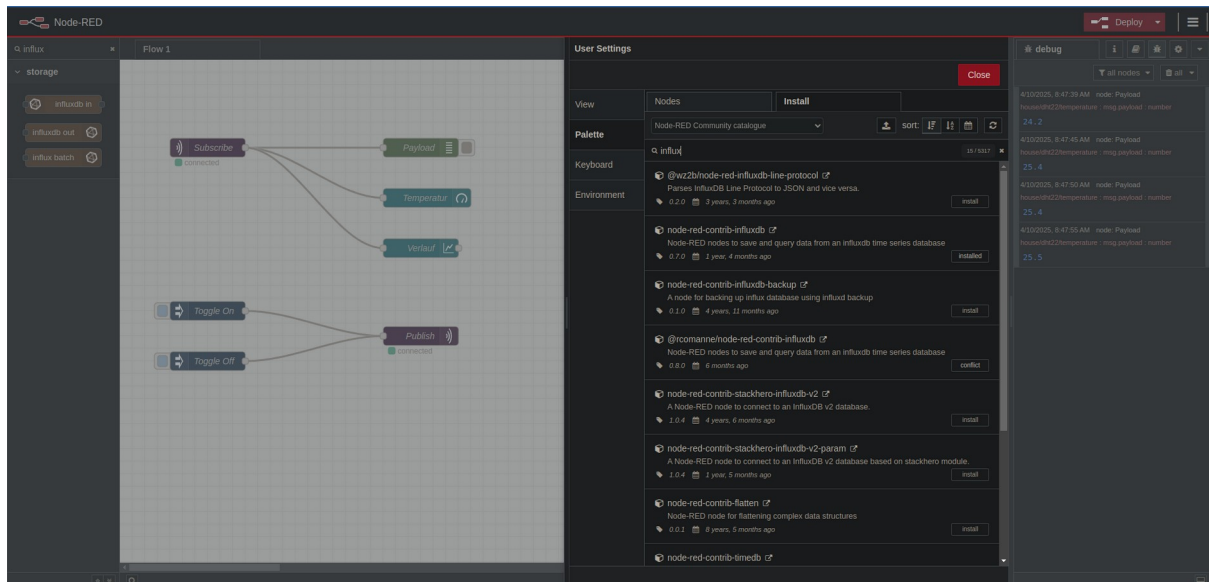 Node-RED
Deploy
influx
storage
influxdb in
influxdb out
influx batch
Flow 1
Subscribe
connected
Payload
Temperatur
Verlauf
Toggle On
Toggle Off
Publish
connected
User Settings
Close
View
Palette
Keyboard
Environment
Nodes
Install
Node-RED Community catalogue
sort:
influx
15 / 5317
@wz2b/node-red-influxdb-line-protocol
Parses InfluxDB Line Protocol to JSON and vice versa.
0.2.0 3 years, 3 months ago
install
node-red-contrib-influxdb
Node-RED nodes to save and query data from an influxdb time series database
0.7.0 1 year, 4 months ago
installed
node-red-contrib-influxdb-backup
A node for backing up influx database using influxd backup
0.1.0 4 years, 11 months ago
install
@rcomanne/node-red-contrib-influxdb
Node-RED nodes to save and query data from an influxdb time series database
0.8.0 6 months ago
conflict
node-red-contrib-stackhero-influxdb-v2
A Node-RED node to connect to an InfluxDB v2 database.
1.0.4 4 years, 6 months ago
install
node-red-contrib-stackhero-influxdb-v2-param
A Node-RED node to connect to an InfluxDB v2 database based on stackhero module.
1.0.4 1 year, 5 months ago
install
node-red-contrib-flatten
Node-RED node for flattening complex data structures
0.0.1 8 years, 5 months ago
install
node-red-contrib-timedb
debug
all nodes
all
4/10/2025, 8:47:39 AM node: Payload
house/dht22/temperature : msg.payload : number
24.2
4/10/2025, 8:47:45 AM node: Payload
house/dht22/temperature : msg.payload : number
25.4
4/10/2025, 8:47:50 AM node: Payload
house/dht22/temperature : msg.payload : number
25.4
4/10/2025, 8:47:55 AM node: Payload
house/dht22/temperature : msg.payload : number
25.5